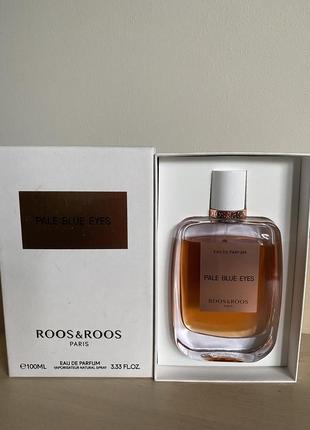 PALE BLUE EYES
ROOS&ROOS
PARIS
℮100ML EAU DE PARFUM 3.33 FL.OZ.
VAPORISATEUR NATURAL SPRAY
EAU DE PARFUM
PALE BLUE EYES
ROOS&ROOS
PARIS